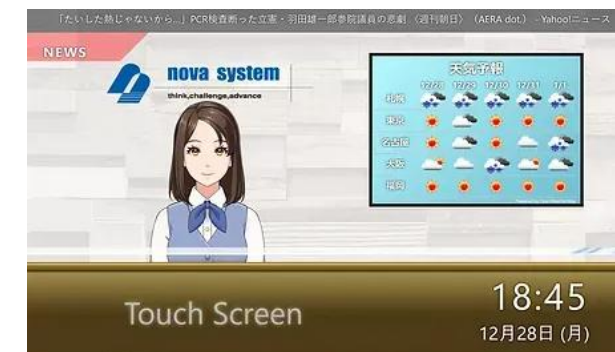 「たいした熱じゃないから…」PCR検査断った立憲・羽田雄一郎参院議員の悲劇 〈週刊朝日〉 （AERA dot.） - Yahoo!ニュース
NEWS
nova system
think,challenge,advance
天気予報
12/28 12/29 12/30 12/31 1/1
札幌
東京
名古屋
大阪
福岡
Touch Screen
18:45
12月28日 (月)